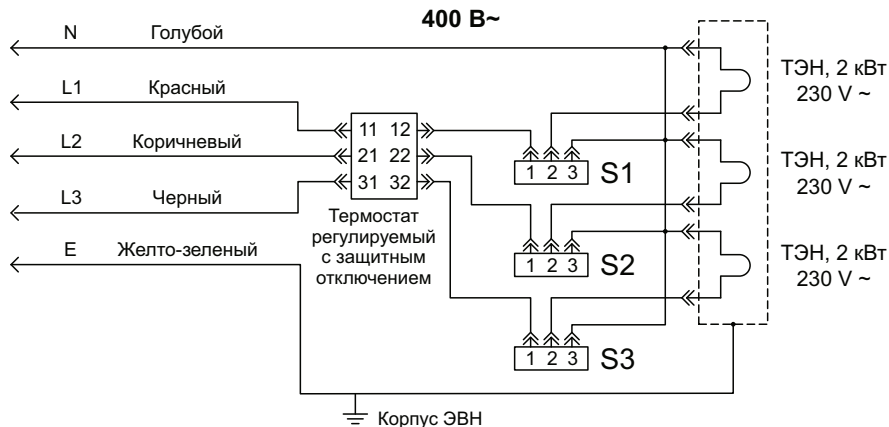 400 В~
N Голубой
L1 Красный
L2 Коричневый
L3 Черный
E Желто-зеленый
11 12
21 22
31 32
Термостат
регулируемый
с защитным
отключением
1 2 3 S1
1 2 3 S2
1 2 3 S3
ТЭН, 2 кВт
230 V ~
ТЭН, 2 кВт
230 V ~
ТЭН, 2 кВт
230 V ~
Корпус ЭВН